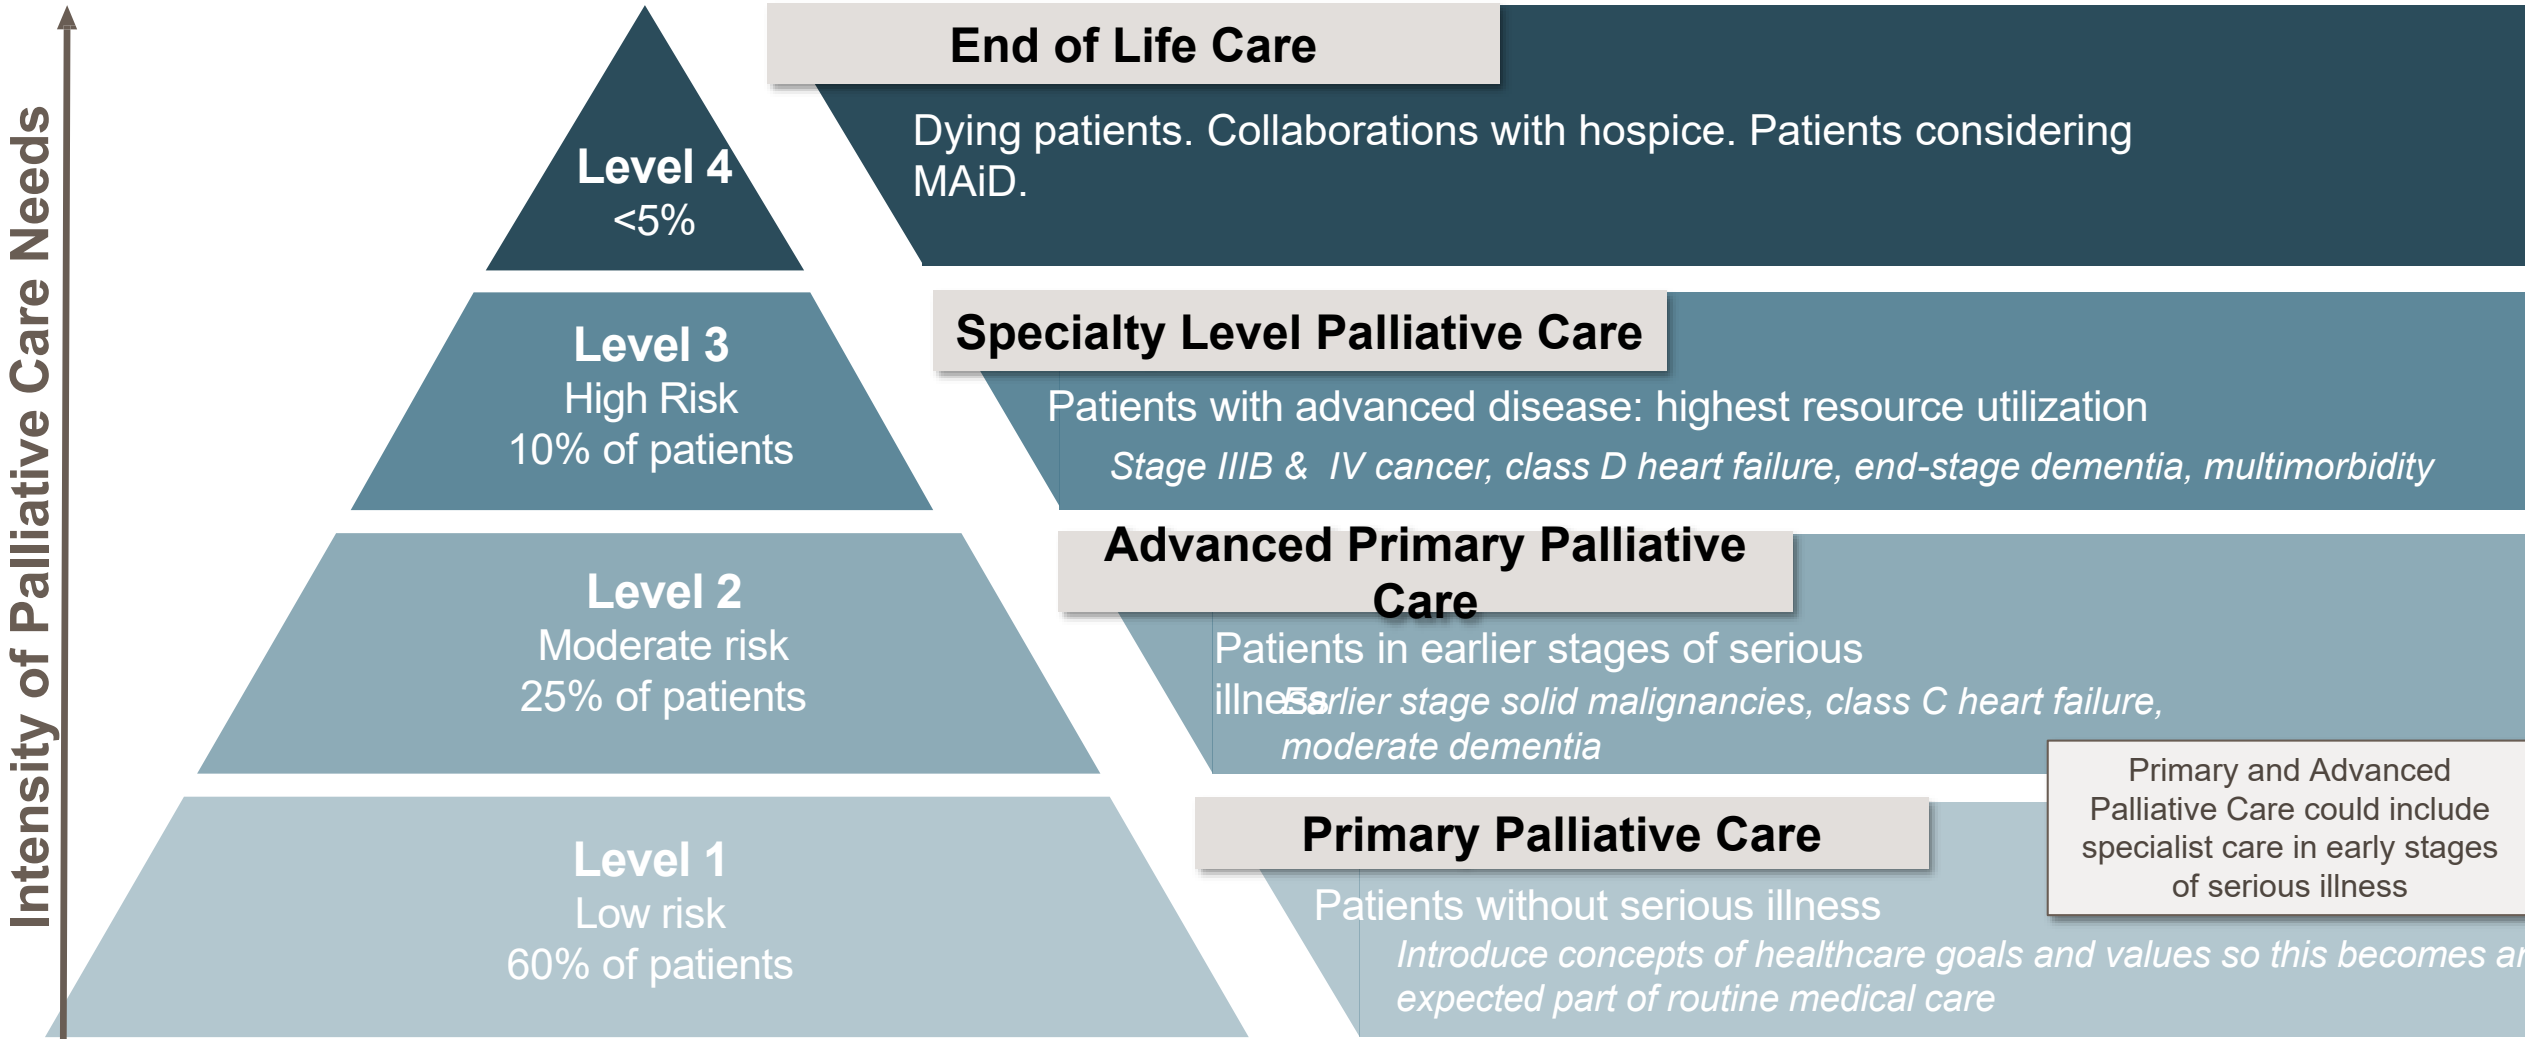 Intensity of Palliative Care Needs
Level 4
<5%
End of Life Care
Dying patients. Collaborations with hospice. Patients considering
MAiD.
Level 3
High Risk
10% of patients
Specialty Level Palliative Care
Patients with advanced disease: highest resource utilization
Stage IIIB & IV cancer, class D heart failure, end-stage dementia, multimorbidity
Level 2
Moderate risk
25% of patients
Advanced Primary Palliative
Care
Patients in earlier stages of serious
illness
Earlier stage solid malignancies, class C heart failure,
moderate dementia
Level 1
Low risk
60% of patients
Primary Palliative Care
Patients without serious illness
Introduce concepts of healthcare goals and values so this becomes
expected part of routine medical care
Primary and Advanced
Palliative Care could include
specialist care in early stages
of serious illness